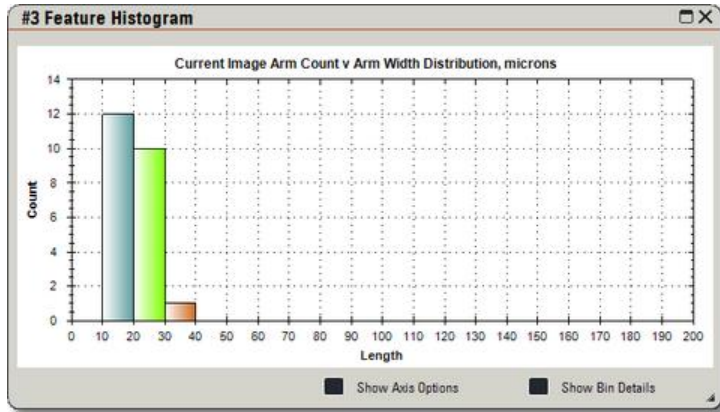 #3 Feature Histogram
Current Image Arm Count v Arm Width Distribution, microns
14
12
10
8
6
4
2
0
Count
0 10 20 30 40 50 60 70 80 90 100 110 120 130 140 150 160 170 180 190 200
Length
Show Axis Options Show Bin Details